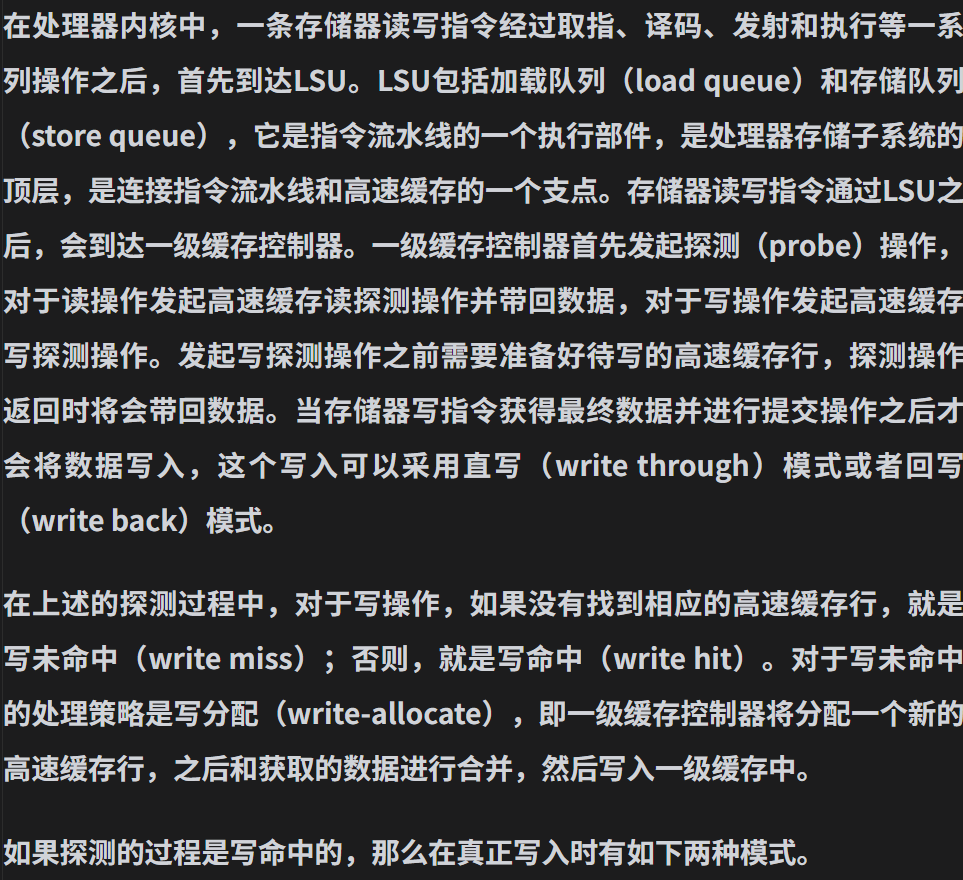 在处理器内核中，一条存储器读写指令经过取指、译码、发射和执行等一系
列操作之后，首先到达LSU。LSU包括加载队列（load queue）和存储队列
（store queue），它是指令流水线的一个执行部件，是处理器存储子系统的
顶层，是连接指令流水线和高速缓存的一个支点。存储器读写指令通过LSU之
后，会到达一级缓存控制器。一级缓存控制器首先发起探测（probe）操作，
对于读操作发起高速缓存读探测操作并带回数据，对于写操作发起高速缓存
写探测操作。发起写探测操作之前需要准备好待写的高速缓存行，探测操作
返回时将会带回数据。当存储器写指令获得最终数据并进行提交操作之后才
会将数据写入，这个写入可以采用直写（write through）模式或者回写
（write back）模式。
在上述的探测过程中，对于写操作，如果没有找到相应的高速缓存行，就是
写未命中（write miss）；否则，就是写命中（write hit）。对于写未命中
的处理策略是写分配（write-allocate），即一级缓存控制器将分配一个新的
高速缓存行，之后和获取的数据进行合并，然后写入一级缓存中。
如果探测的过程是写命中的，那么在真正写入时有如下两种模式。